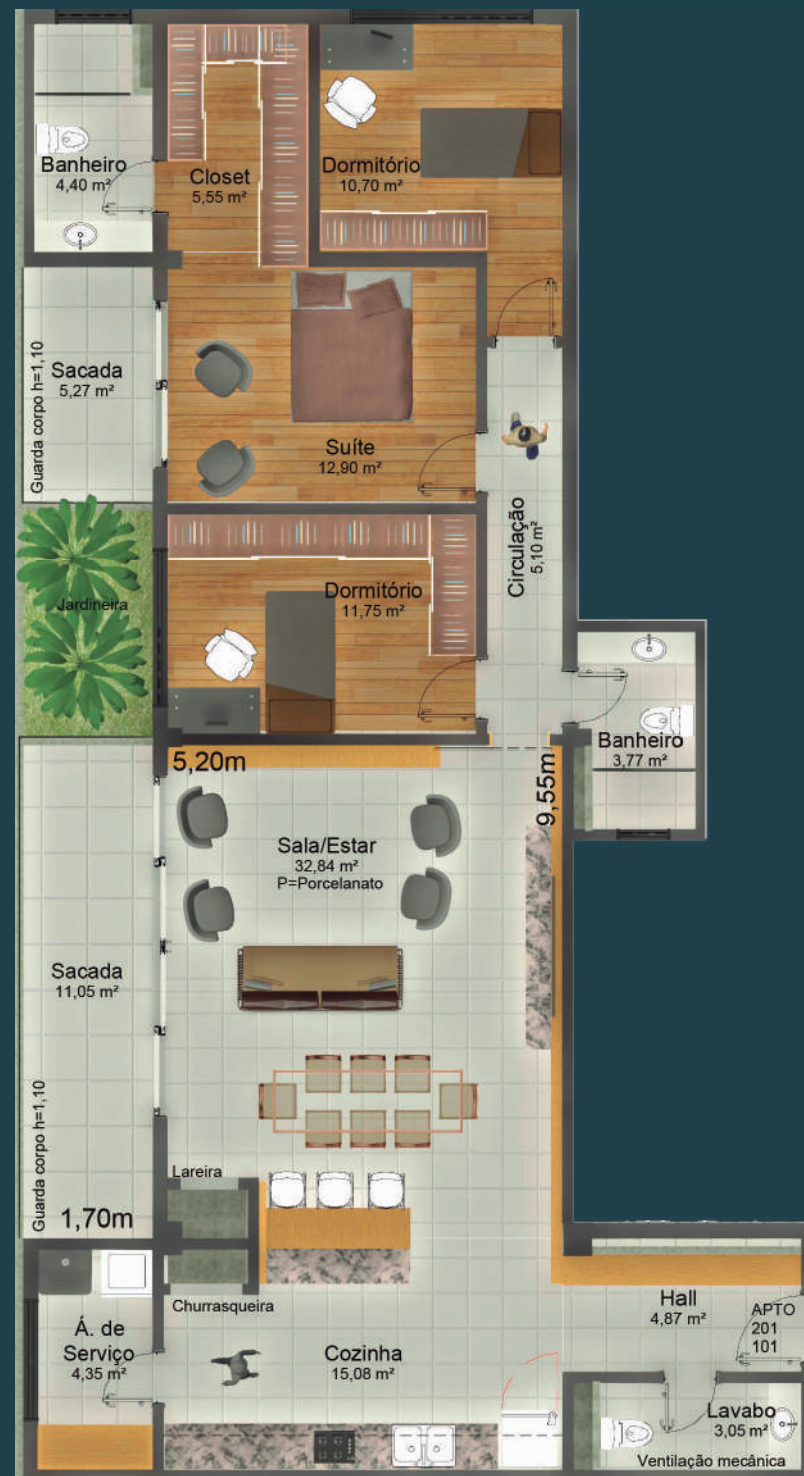 Banheiro
4,40 m²
Closet
5,55 m²
Dormitório
10,70 m²
Sacada
5,27 m²
Guarda corpo h=1,10
Suíte
12,90 m²
Circulação
5,10 m²
Jardineira
Dormitório
11,75 m²
Banheiro
3,77 m²
5,20m
9,55m
Sala/Estar
32,84 m²
P=Porcelanato
Sacada
11,05 m²
Guarda corpo h=1,10
1,70m
Lareira
Churrasqueira
Á. de
Serviço
4,35 m²
Cozinha
15,08 m²
Hall
4,87 m²
APTO
201
101
Lavabo
3,05 m²
Ventilação mecânica